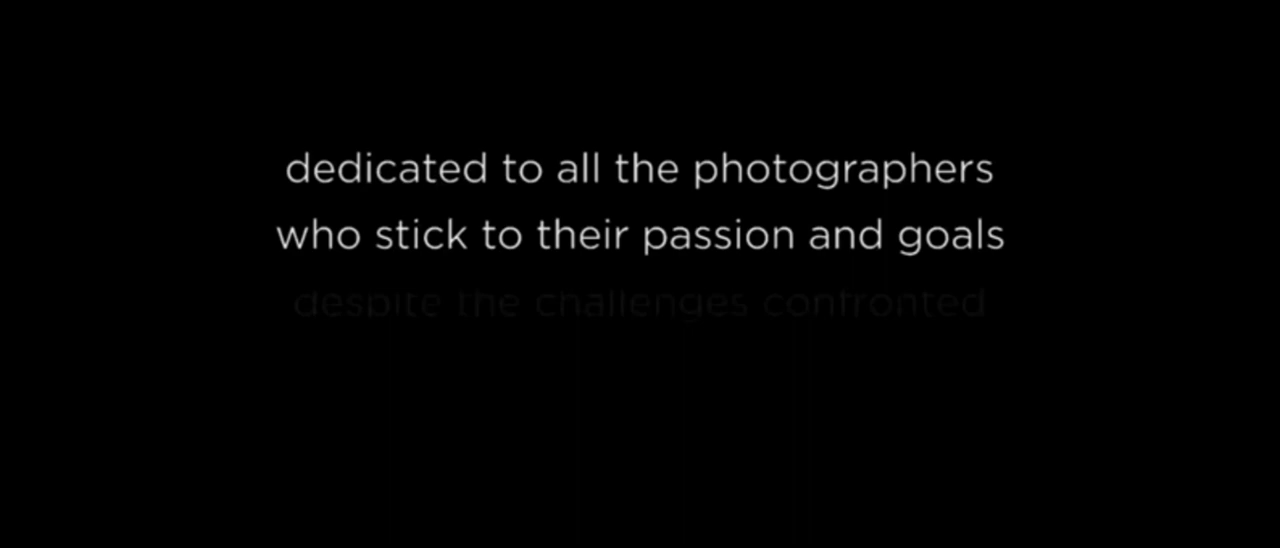 dedicated to all the photographers
who stick to their passion and goals
despite the challenges confronted